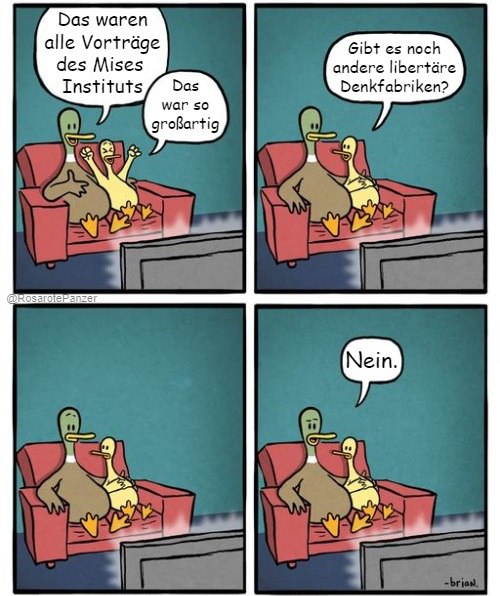 Das waren
alle Vorträge
des Mises
Instituts
Das
war so
großartig
Gibt es noch
andere libertäre
Denkfabriken?
@RosarotePanzer
Nein.
-brian.